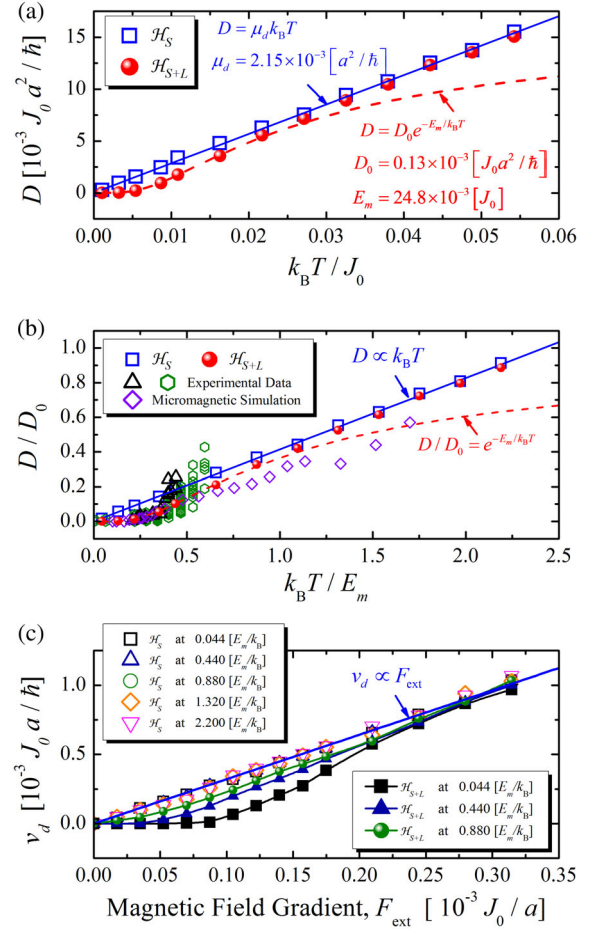 (a)
D [10⁻³ J₀ a² / ħ]
15
10
5
0
ℋ_S
ℋ_{S+L}
D = μ_d k_B T
μ_d = 2.15×10⁻³ [a² / ħ]
D = D₀e^{−E_m/k_BT}
D₀ = 0.13×10⁻³ [J₀a²/ħ]
E_m = 24.8×10⁻³ [J₀]
0.00 0.01 0.02 0.03 0.04 0.05 0.06
k_B T / J₀
(b)
D / D₀
1.0
0.8
0.6
0.4
0.2
0.0
ℋ_S ℋ_{S+L}
Experimental Data
Micromagnetic Simulation
D ∝ k_B T
D / D₀ = e^{−E_m/k_BT}
0.0 0.5 1.0 1.5 2.0 2.5
k_B T / E_m
(c)
v_d [10⁻³ J₀ a / ħ]
1.0
0.5
0.0
ℋ_S at 0.044 [E_m/k_B]
ℋ_S at 0.440 [E_m/k_B]
ℋ_S at 0.880 [E_m/k_B]
ℋ_S at 1.320 [E_m/k_B]
ℋ_S at 2.200 [E_m/k_B]
v_d ∝ F_ext
ℋ_{S+L} at 0.044 [E_m/k_B]
ℋ_{S+L} at 0.440 [E_m/k_B]
ℋ_{S+L} at 0.880 [E_m/k_B]
0.00 0.05 0.10 0.15 0.20 0.25 0.30 0.35
Magnetic Field Gradient, F_ext [ 10⁻³ J₀ / a]